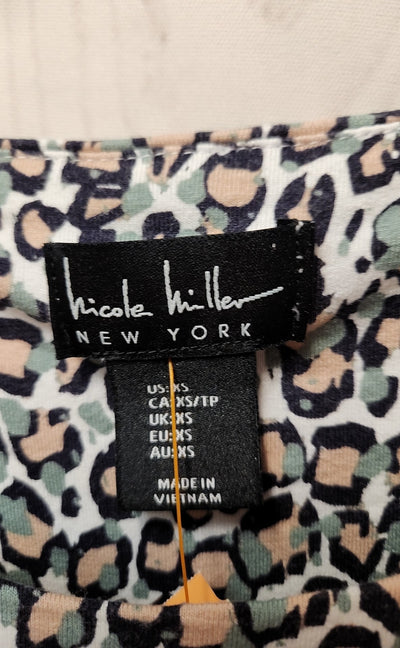 Nicole Miller
NEW YORK
US:XS
CA:XS/TP
UK:XS
EU:XS
AU:XS
MADE IN
VIETNAM